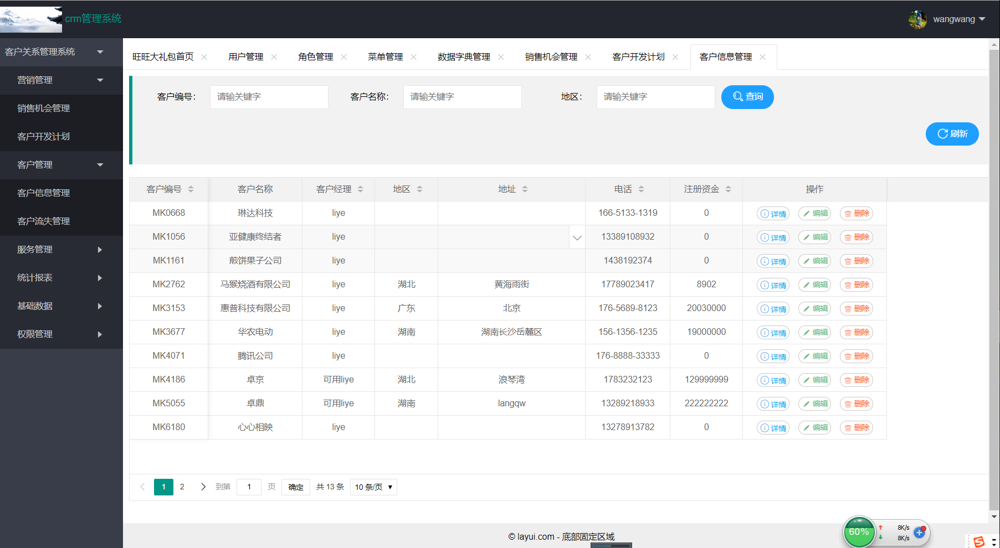 crm管理系统
wangwang
客户关系管理系统
营销管理
销售机会管理
客户开发计划
客户管理
客户信息管理
客户流失管理
服务管理
统计报表
基础数据
权限管理
旺旺大礼包首页 用户管理 角色管理 菜单管理 数据字典管理 销售机会管理 客户开发计划 客户信息管理
客户编号： 请输关键字 客户名称： 请输关键字 地区： 请输关键字 查询
刷新
客户编号 客户名称 客户经理 地区 地址 电话 注册资金 操作
MK0668 琳达科技 liye 166-5133-1319 0 详情 编辑 删除
MK1056 亚健康终结者 liye 13389108932 0 详情 编辑 删除
MK1161 煎饼果子公司 liye 1438192374 0 详情 编辑 删除
MK2762 马猴烧酒有限公司 liye 湖北 黄海雨街 17789023417 8902 详情 编辑 删除
MK3153 惠普科技有限公司 liye 广东 北京 176-5689-8123 20030000 详情 编辑 删除
MK3677 华农电动 liye 湖南 湖南长沙岳麓区 156-1356-1235 19000000 详情 编辑 删除
MK4071 腾讯公司 liye 176-8888-33333 0 详情 编辑 删除
MK4186 卓京 可用liye 湖北 浪琴湾 1783232123 129999999 详情 编辑 删除
MK5055 卓鼎 可用liye 湖南 langqw 13289218933 222222222 详情 编辑 删除
MK6180 心心相映 liye 13278913782 0 详情 编辑 删除
1 2 到第 1 页 确定 共 13 条 10 条/页
© layui.com - 底部固定区域
60% 8K/s
8K/s